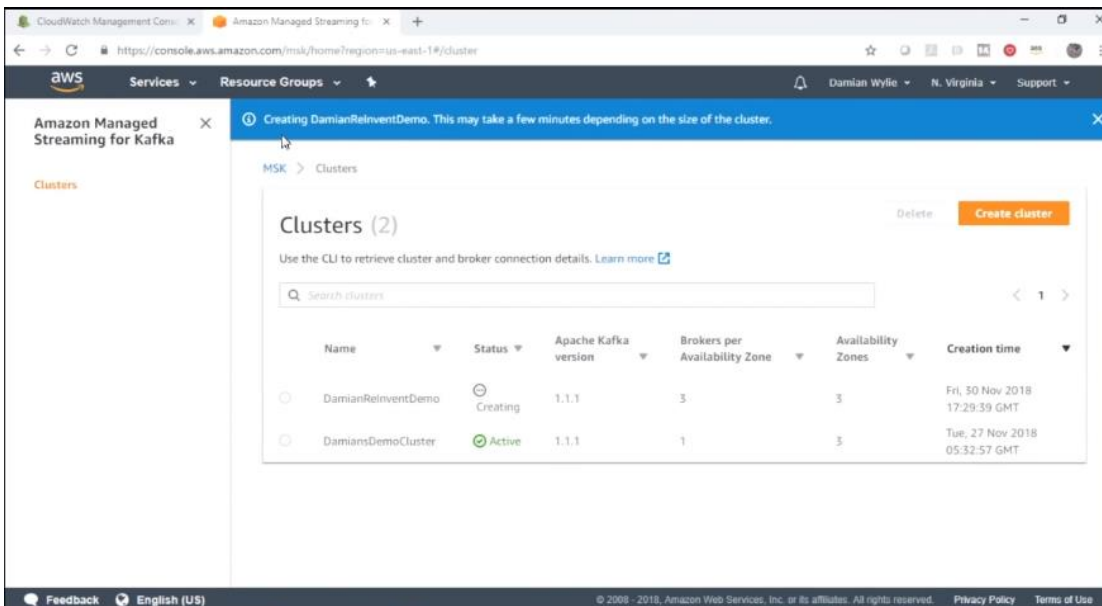 CloudWatch Management Cons
Amazon Managed Streaming fo
https://console.aws.amazon.com/msk/home?region=us-east-1#/cluster
aws
Services
Resource Groups
Damian Wylie
N. Virginia
Support
Amazon Managed
Streaming for Kafka
Clusters
Creating DamianReInventDemo. This may take a few minutes depending on the size of the cluster.
MSK > Clusters
Clusters (2)
Delete
Create cluster
Use the CLI to retrieve cluster and broker connection details. Learn more
Search clusters
< 1 >
Name
Status
Apache Kafka
version
Brokers per
Availability Zone
Availability
Zones
Creation time
DamianReInventDemo
Creating
1.1.1
3
3
Fri, 30 Nov 2018
17:29:39 GMT
DamiansDemoCluster
Active
1.1.1
1
3
Tue, 27 Nov 2018
05:32:57 GMT
Feedback
English (US)
© 2008 - 2018, Amazon Web Services, Inc. or its affiliates. All rights reserved.
Privacy Policy
Terms of Use